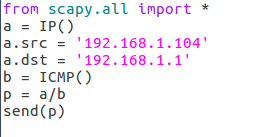 from scapy.all import *
a = IP()
a.src = '192.168.1.104'
a.dst = '192.168.1.1'
b = ICMP()
p = a/b
send(p)